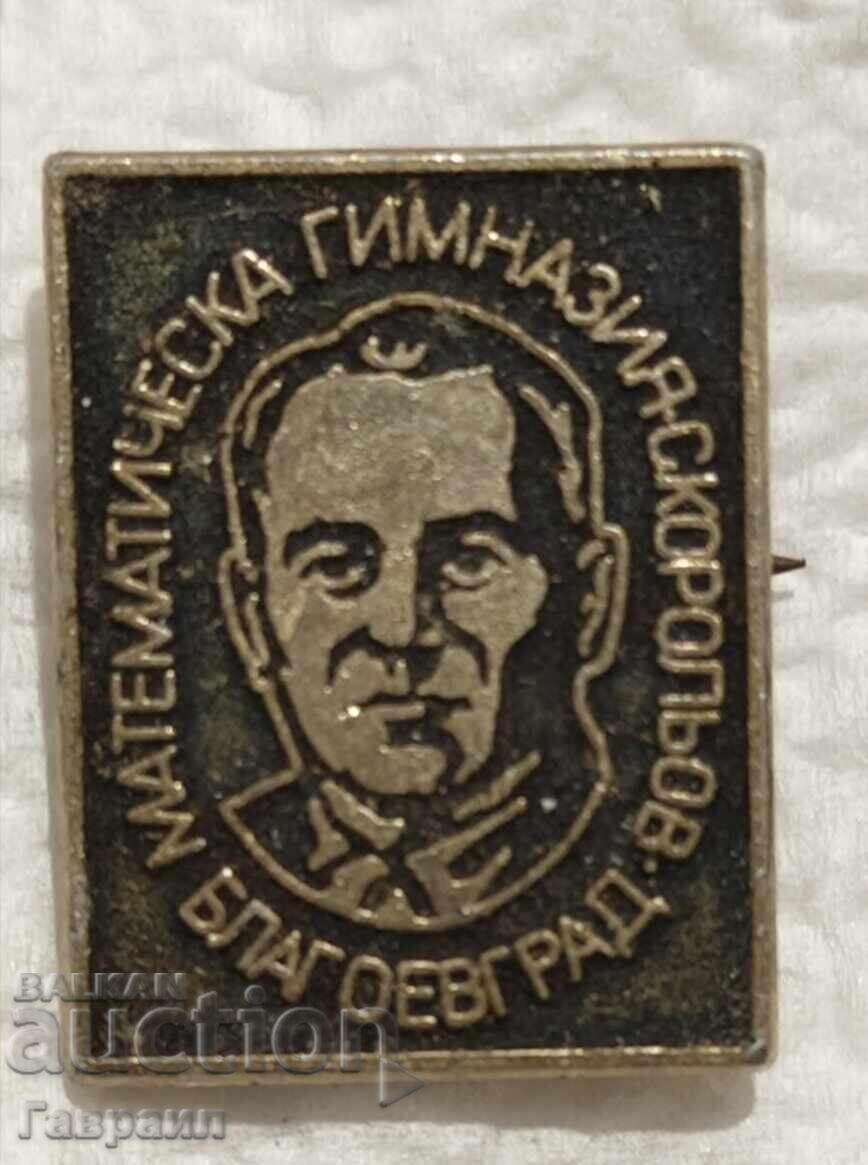 МАТЕМАТИЧЕСКА ГИМНАЗИЯ-С.КОРОЛЬОВ·
БЛАГОЕВГРАД
BALKAN
auction
Гавраил